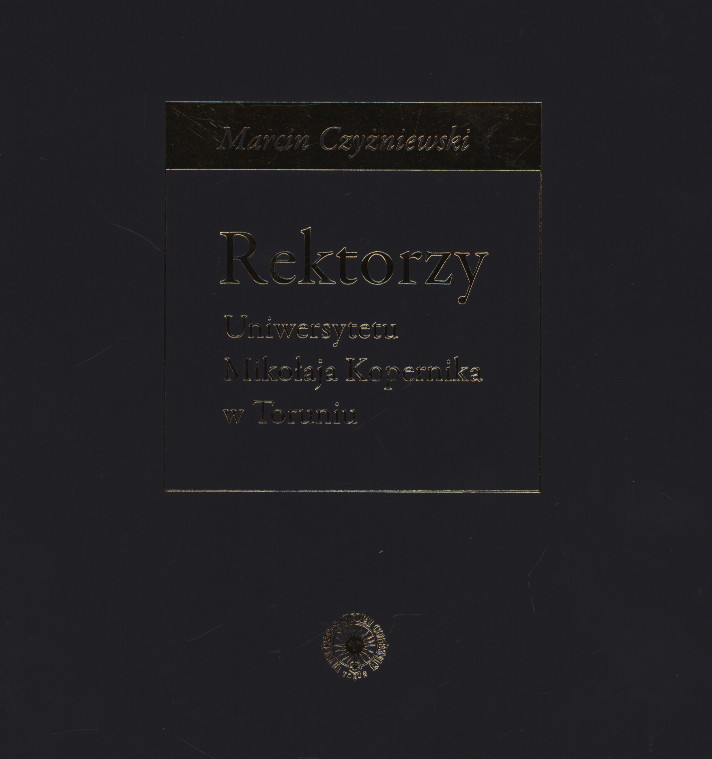 Marcin Czyżniewski
Rektorzy
Uniwersytetu
Mikołaja Kopernika
w Toruniu